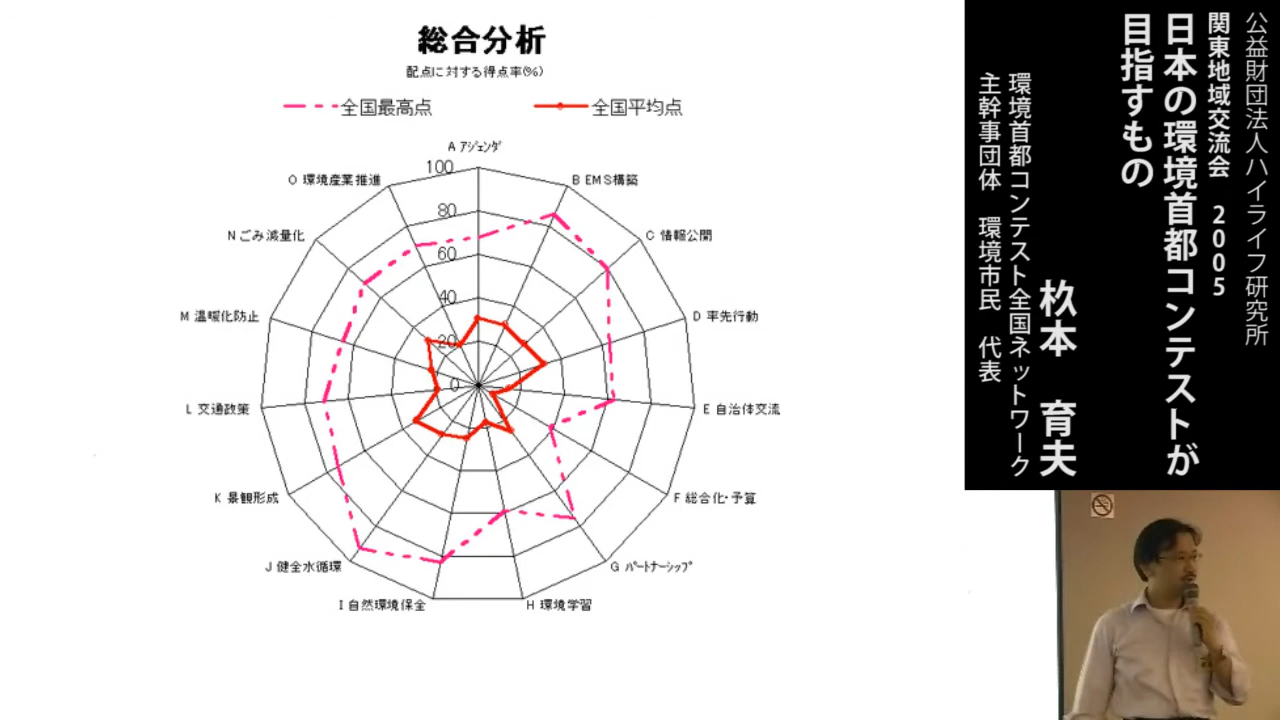 総合分析
配点に対する得点率(%)
全国最高点
全国平均点
A アジェンダ
B EMS構築
C 情報公開
D 率先行動
E 自治体交流
F 総合化・予算
G パートナーシップ
H 環境学習
I 自然環境保全
J 健全水循環
K 景観形成
L 交通政策
M 温暖化防止
N ごみ減量化
O 環境産業推進
100
80
60
40
20
0
公益財団法人ハイライフ研究所
関東地域交流会 2005
日本の環境首都コンテストが
目指すもの
杦本 育夫
環境首都コンテスト全国ネットワーク
主幹事団体 環境市民 代表